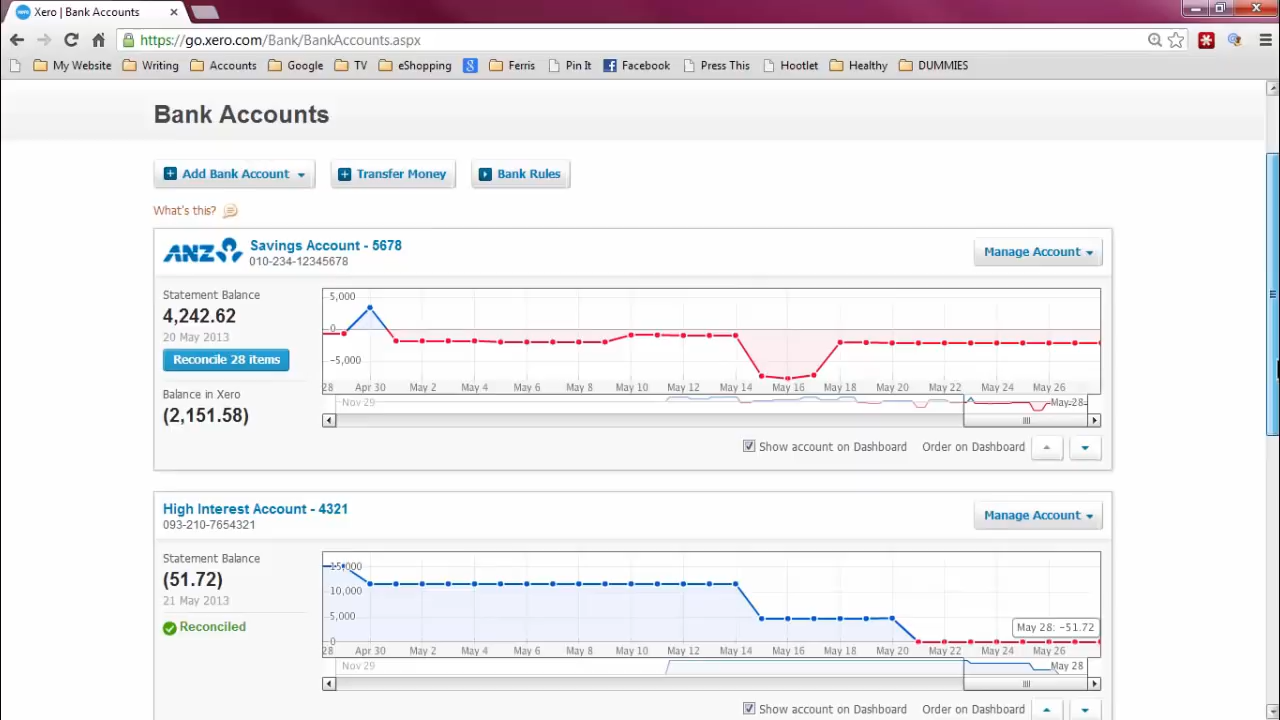 Xero | Bank Accounts
https://go.xero.com/Bank/BankAccounts.aspx
My Website Writing Accounts Google TV eShopping 8 Ferris Pin It Facebook Press This Hootlet Healthy DUMMIES
Bank Accounts
Add Bank Account Transfer Money Bank Rules
What's this?
ANZ Savings Account - 5678 Manage Account
010-234-12345678
Statement Balance
4,242.62
20 May 2013
Reconcile 28 items
Balance in Xero
(2,151.58)
5,000
0
-5,000
28 Apr 30 May 2 May 4 May 6 May 8 May 10 May 12 May 14 May 16 May 18 May 20 May 22 May 24 May 26
Nov 29 May 28
Show account on Dashboard Order on Dashboard
High Interest Account - 4321 Manage Account
093-210-7654321
Statement Balance
(51.72)
21 May 2013
Reconciled
15,000
10,000
5,000
0
May 28: -51.72
28 Apr 30 May 2 May 4 May 6 May 8 May 10 May 12 May 14 May 16 May 18 May 20 May 22 May 24 May 26
Nov 29 May 28
Show account on Dashboard Order on Dashboard